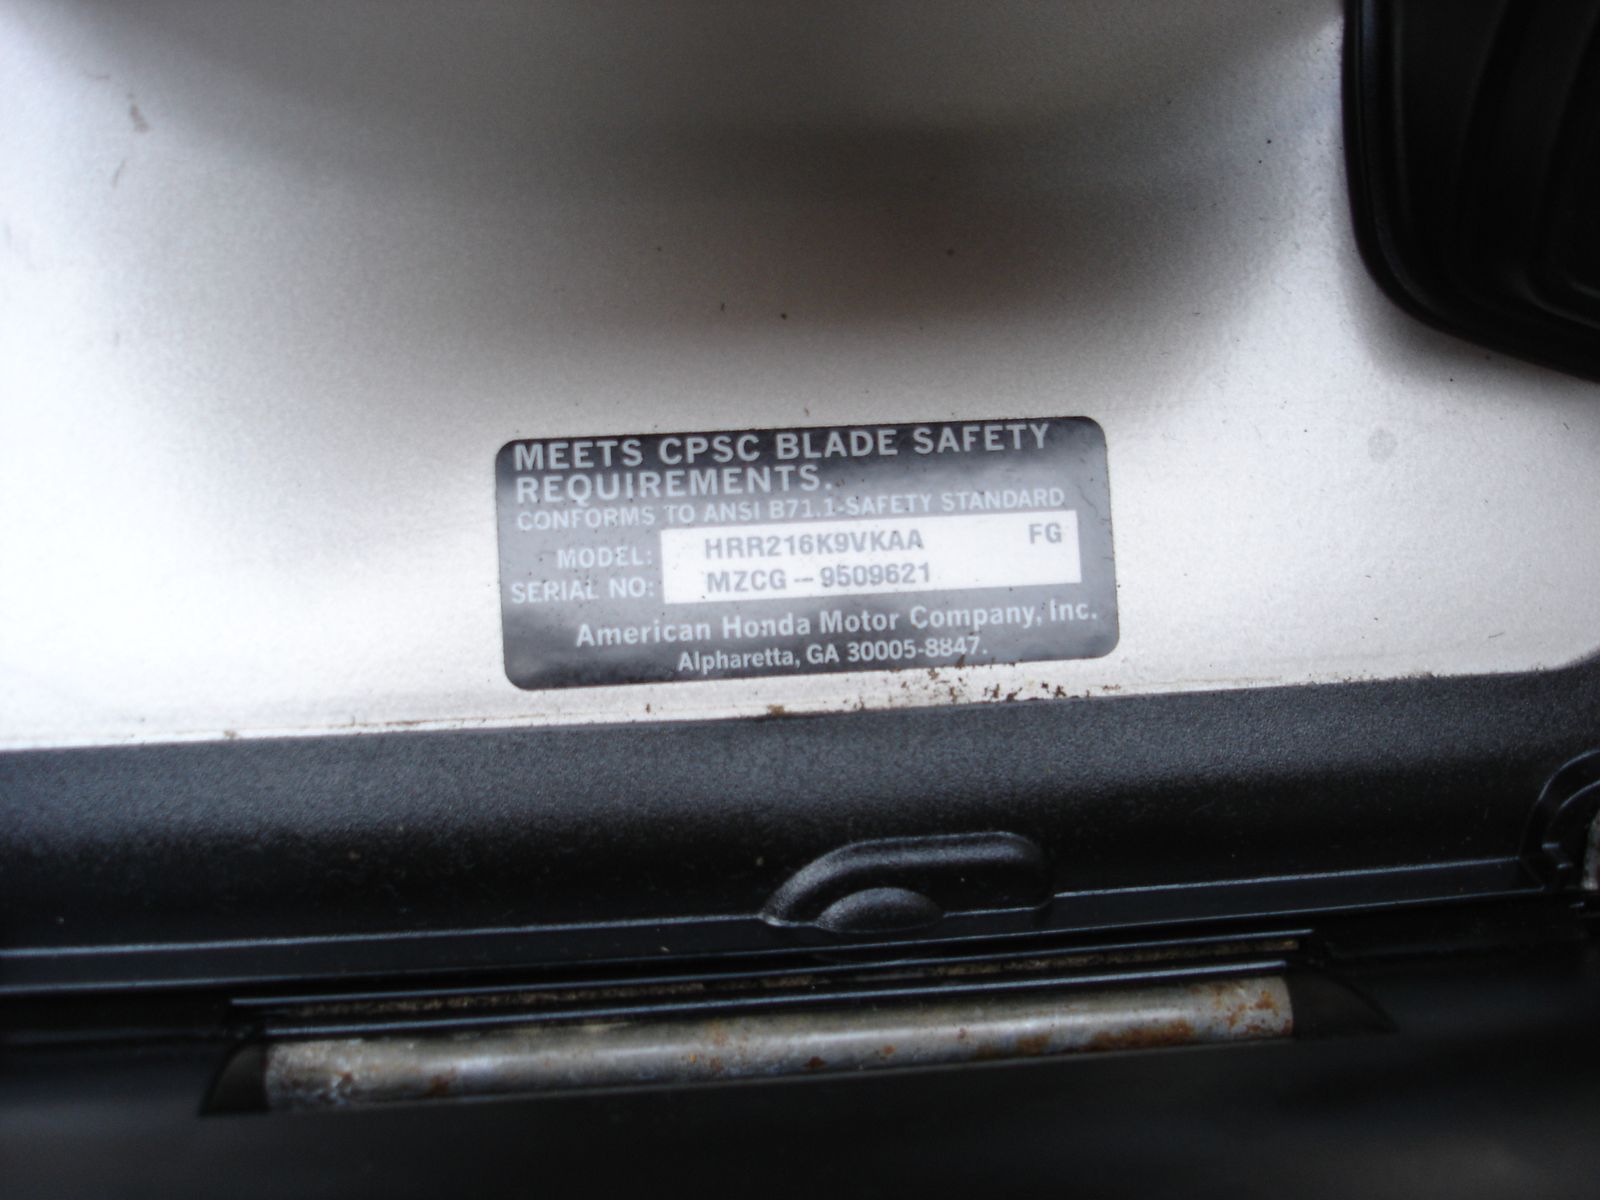 MEETS CPSC BLADE SAFETY
REQUIREMENTS.
CONFORMS TO ANSI B71.1-SAFETY STANDARD
MODEL: HRR216K9VKAA FG
SERIAL NO: MZCG-9509621
American Honda Motor Company, Inc.
Alpharetta, GA 30005-8847.